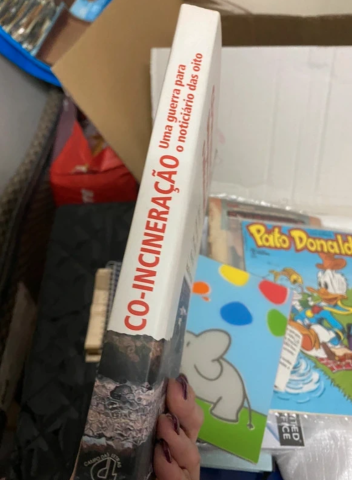 CO-INCINERAÇÃO
Uma guerra para
o noticiário das oito
Pato Donald